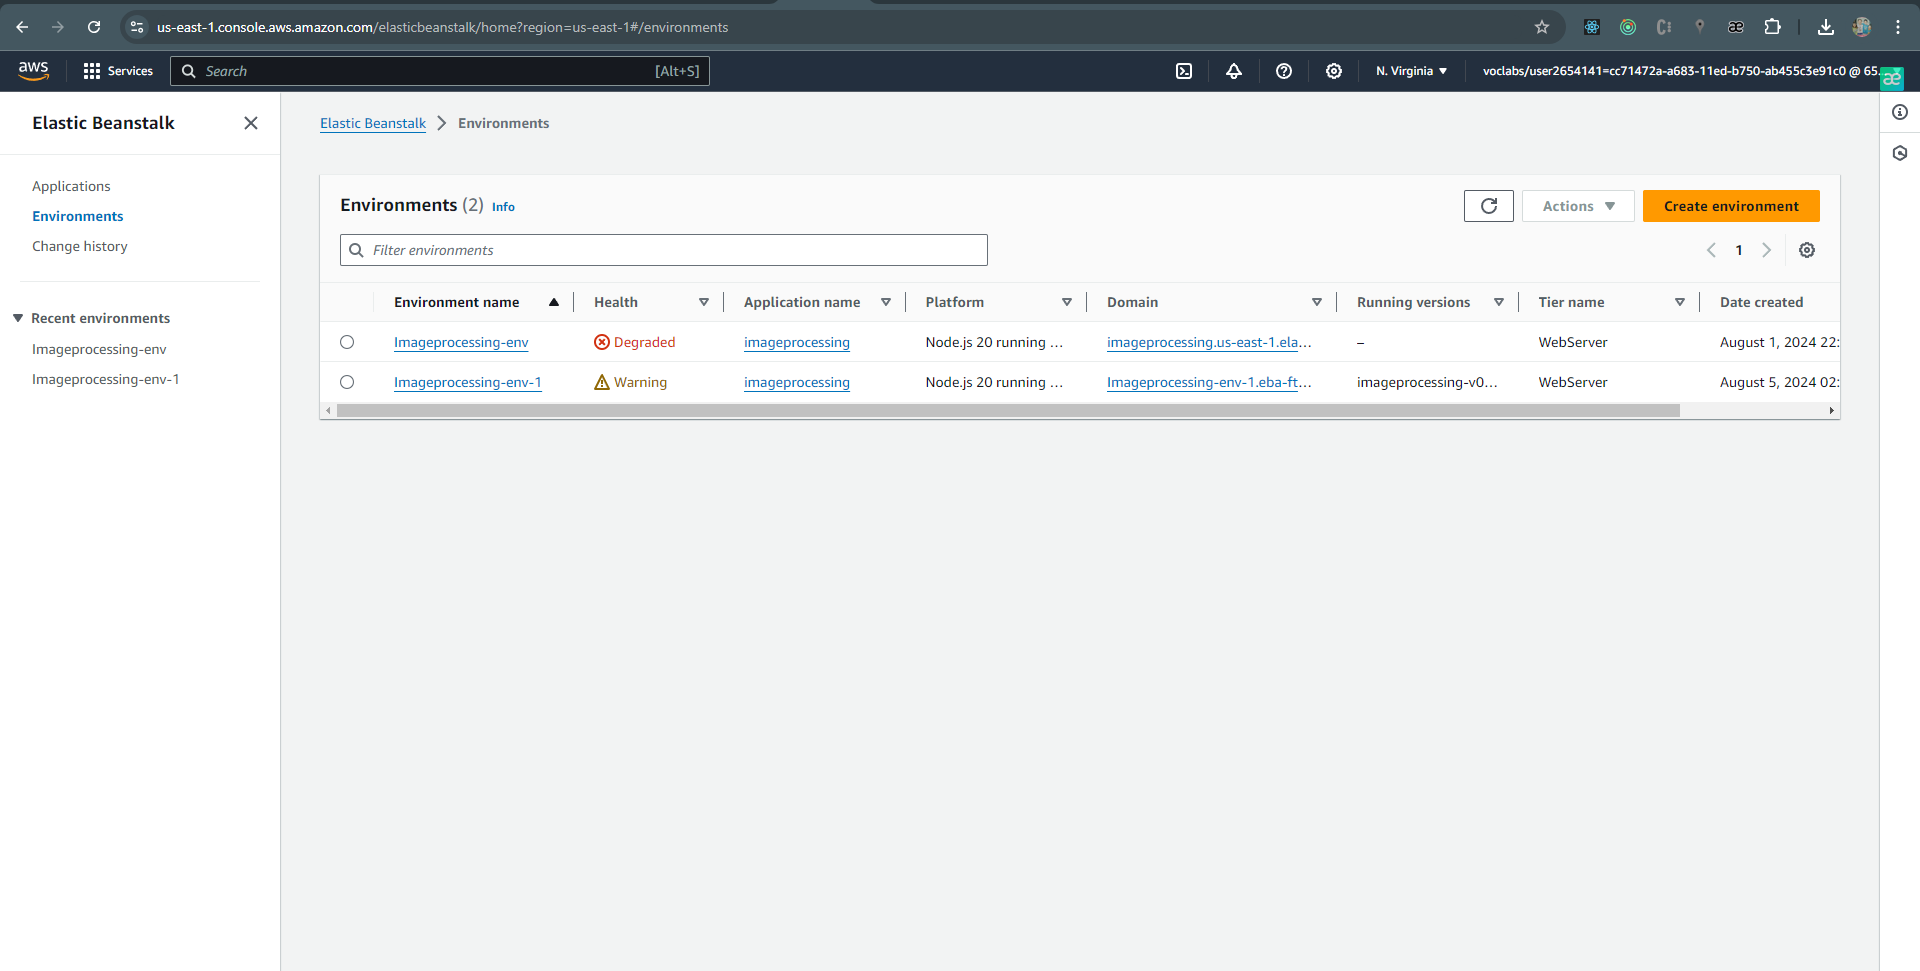 us-east-1.console.aws.amazon.com/elasticbeanstalk/home?region=us-east-1#/environments
aws
Services
Search
[Alt+S]
N. Virginia
voclabs/user2654141=cc71472a-a683-11ed-b750-ab455c3e91c0 @ 65...
æ
Elastic Beanstalk
Applications
Environments
Change history
Recent environments
Imageprocessing-env
Imageprocessing-env-1
Elastic Beanstalk > Environments
Environments (2) Info
Actions
Create environment
Filter environments
1
Environment name Health Application name Platform Domain Running versions Tier name Date created
Imageprocessing-env Degraded imageprocessing Node.js 20 running ... imageprocessing.us-east-1.ela... – WebServer August 1, 2024 22:
Imageprocessing-env-1 Warning imageprocessing Node.js 20 running ... Imageprocessing-env-1.eba-ft... imageprocessing-v0... WebServer August 5, 2024 02: